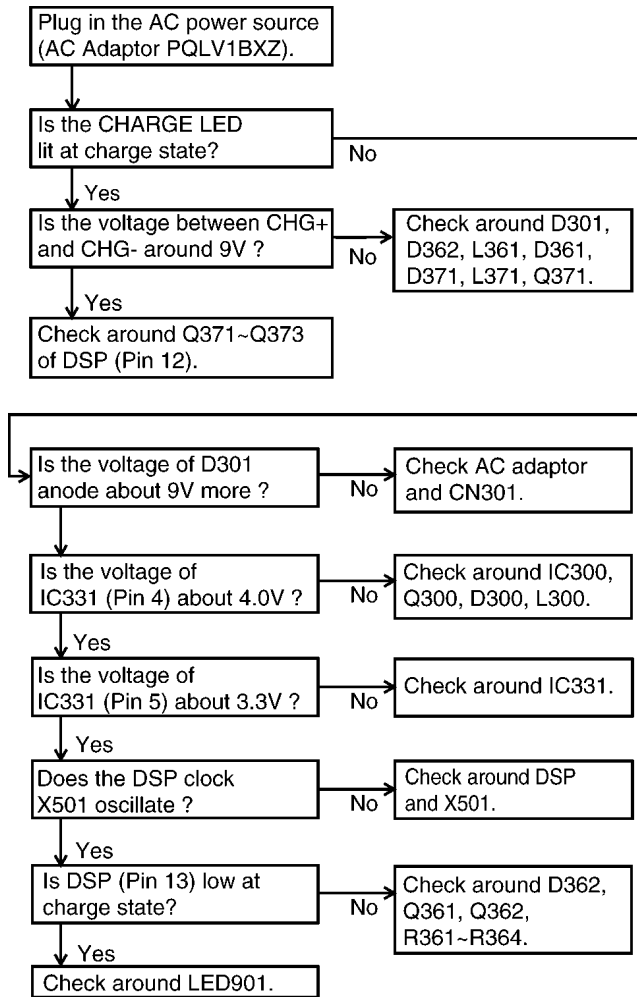 Plug in the AC power source
(AC Adaptor PQLV1BXZ).
Is the CHARGE LED
lit at charge state?
No
Yes
Is the voltage between CHG+
and CHG- around 9V ?
No
Check around D301,
D362, L361, D361,
D371, L371, Q371.
Yes
Check around Q371~Q373
of DSP (Pin 12).
Is the voltage of D301
anode about 9V more ?
No
Check AC adaptor
and CN301.
Is the voltage of
IC331 (Pin 4) about 4.0V ?
No
Check around IC300,
Q300, D300, L300.
Yes
Is the voltage of
IC331 (Pin 5) about 3.3V ?
No
Check around IC331.
Yes
Does the DSP clock
X501 oscillate ?
No
Check around DSP
and X501.
Yes
Is DSP (Pin 13) low at
charge state?
No
Check around D362,
Q361, Q362,
R361~R364.
Yes
Check around LED901.